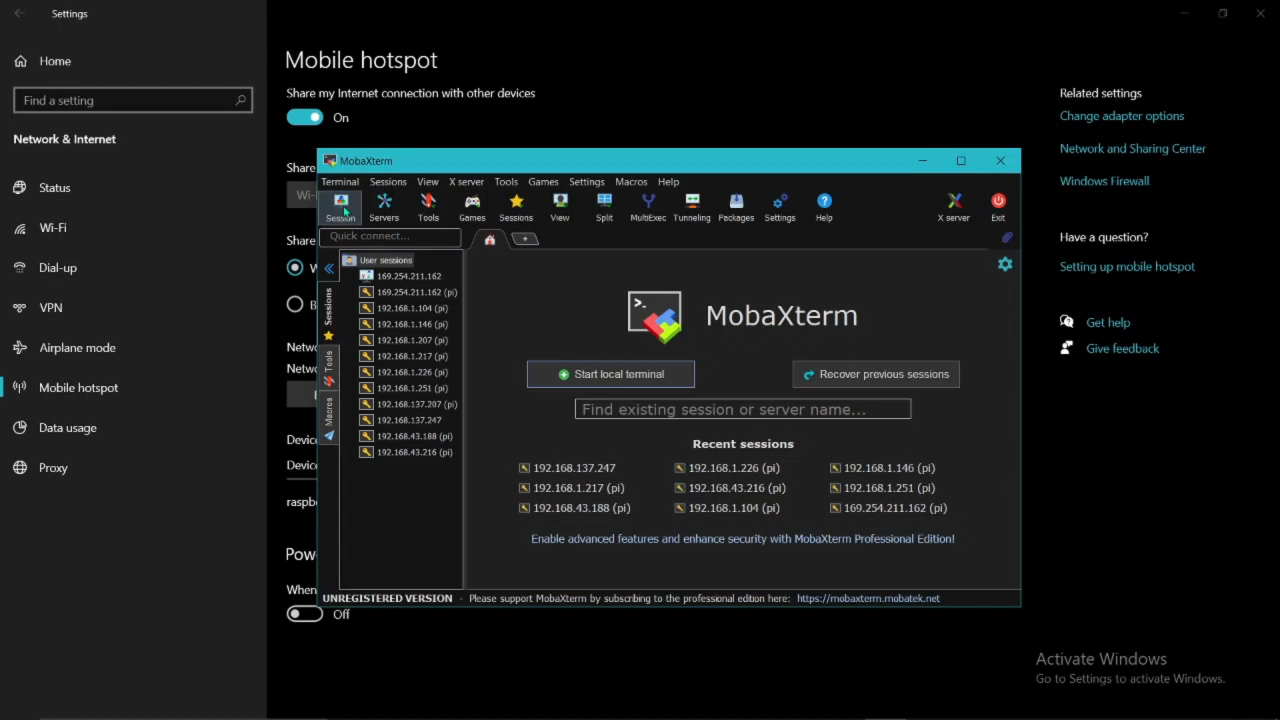 Settings
Home
Find a setting
Network & Internet
Status
Wi-Fi
Dial-up
VPN
Airplane mode
Mobile hotspot
Data usage
Proxy
Mobile hotspot
Share my Internet connection with other devices
On
Share
Wi-
Share
W
B
Netwo
Netwo
Device
Device
raspb
Pow
When
Off
MobaXterm
Terminal Sessions View X server Tools Games Settings Macros Help
Session Servers Tools Games Sessions View Split MultiExec Tunneling Packages Settings Help X server Exit
Quick connect...
Sessions
Tools
Macros
User sessions
169.254.211.162
169.254.211.162 (pi)
192.168.1.104 (pi)
192.168.1.146 (pi)
192.168.1.207 (pi)
192.168.1.217 (pi)
192.168.1.226 (pi)
192.168.1.251 (pi)
192.168.137.207 (pi)
192.168.137.247
192.168.43.188 (pi)
192.168.43.216 (pi)
MobaXterm
Start local terminal
Recover previous sessions
Find existing session or server name...
Recent sessions
192.168.137.247 192.168.1.226 (pi) 192.168.1.146 (pi)
192.168.1.217 (pi) 192.168.43.216 (pi) 192.168.1.251 (pi)
192.168.43.188 (pi) 192.168.1.104 (pi) 169.254.211.162 (pi)
Enable advanced features and enhance security with MobaXterm Professional Edition!
UNREGISTERED VERSION - Please support MobaXterm by subscribing to the professional edition here: https://mobaxterm.mobatek.net
Related settings
Change adapter options
Network and Sharing Center
Windows Firewall
Have a question?
Setting up mobile hotspot
Get help
Give feedback
Activate Windows
Go to Settings to activate Windows.